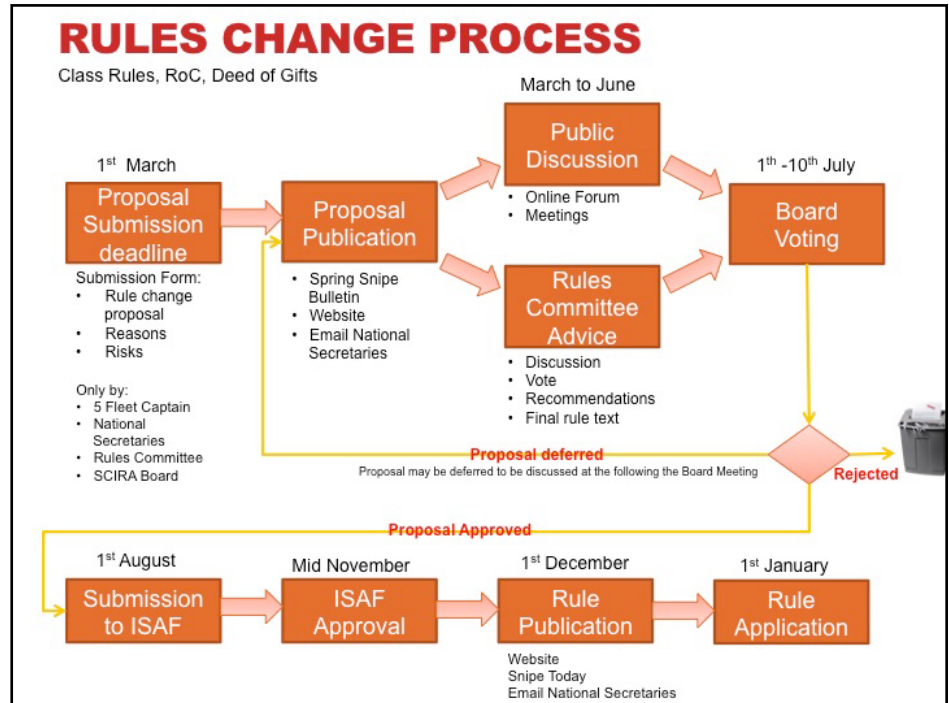 RULES CHANGE PROCESS
Class Rules, RoC, Deed of Gifts
1st March
Proposal
Submission
deadline
Submission Form:
• Rule change
proposal
• Reasons
• Risks
Only by:
• 5 Fleet Captain
• National
Secretaries
• Rules Committee
• SCIRA Board
Proposal
Publication
• Spring Snipe
Bulletin
• Website
• Email National
Secretaries
March to June
Public
Discussion
• Online Forum
• Meetings
Rules
Committee
Advice
• Discussion
• Vote
• Recommendations
• Final rule text
1th -10th July
Board
Voting
Proposal deferred
Proposal may be deferred to be discussed at the following the Board Meeting
Rejected
Proposal Approved
1st August
Submission
to ISAF
Mid November
ISAF
Approval
1st December
Rule
Publication
Website
Snipe Today
Email National Secretaries
1st January
Rule
Application